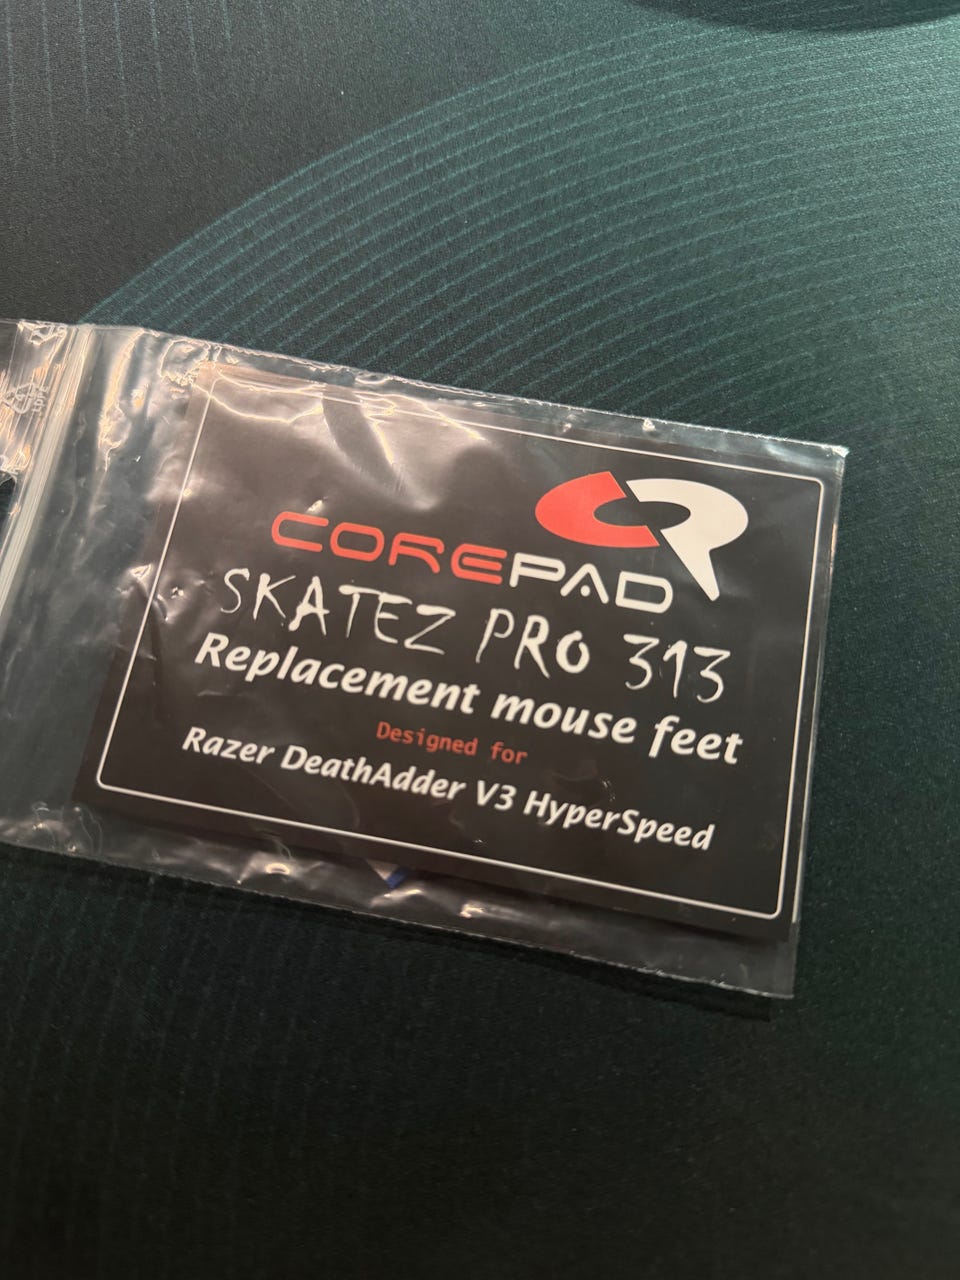 COREPAD
SKATEZ PRO 313
Replacement mouse feet
Designed for
Razer DeathAdder V3 HyperSpeed